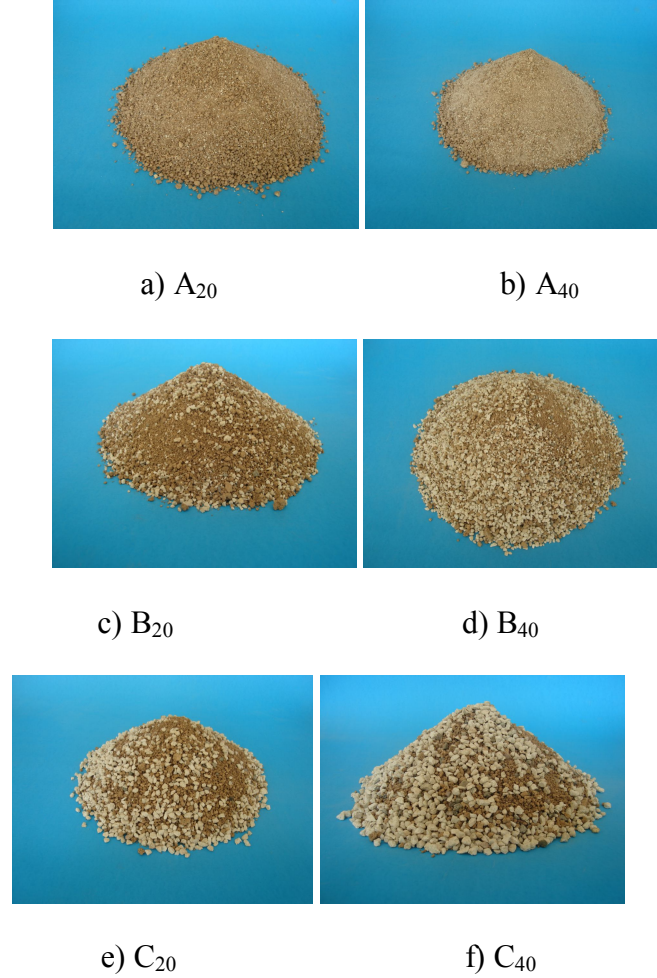 a) A₂₀
b) A₄₀
c) B₂₀
d) B₄₀
e) C₂₀
f) C₄₀